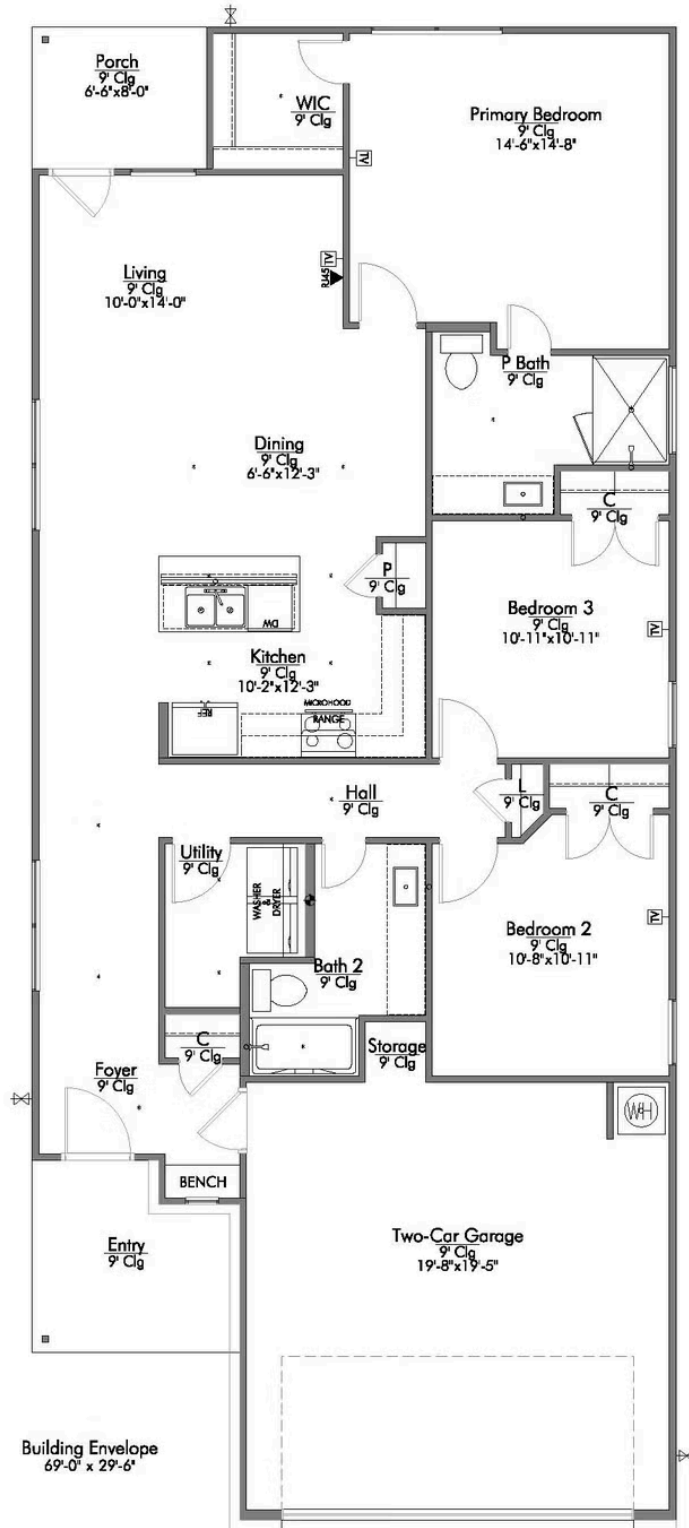 Porch
9' Clg
6'-6"x8'-0"
WIC
9' Clg
Primary Bedroom
9' Clg
14'-6"x14'-8"
TV
Living
9' Clg
10'-0"x14'-0"
TV
RJ45
P Bath
9' Clg
Dining
9' Clg
6'-6"x12'-3"
C
9' Clg
P
9' Clg
Bedroom 3
9' Clg
10'-11"x10'-11"
TV
DW
Kitchen
9' Clg
10'-2"x12'-3"
REF
MICROHOOD
RANGE
Hall
9' Clg
L
9' Clg
C
9' Clg
Utility
9' Clg
WASHER
&
DRYER
Bedroom 2
9' Clg
10'-8"x10'-11"
TV
Bath 2
9' Clg
C
9' Clg
Storage
9' Clg
Foyer
9' Clg
WH
BENCH
Entry
9' Clg
Two-Car Garage
9' Clg
19'-8"x19'-5"
Building Envelope
69'-0" x 29'-6"